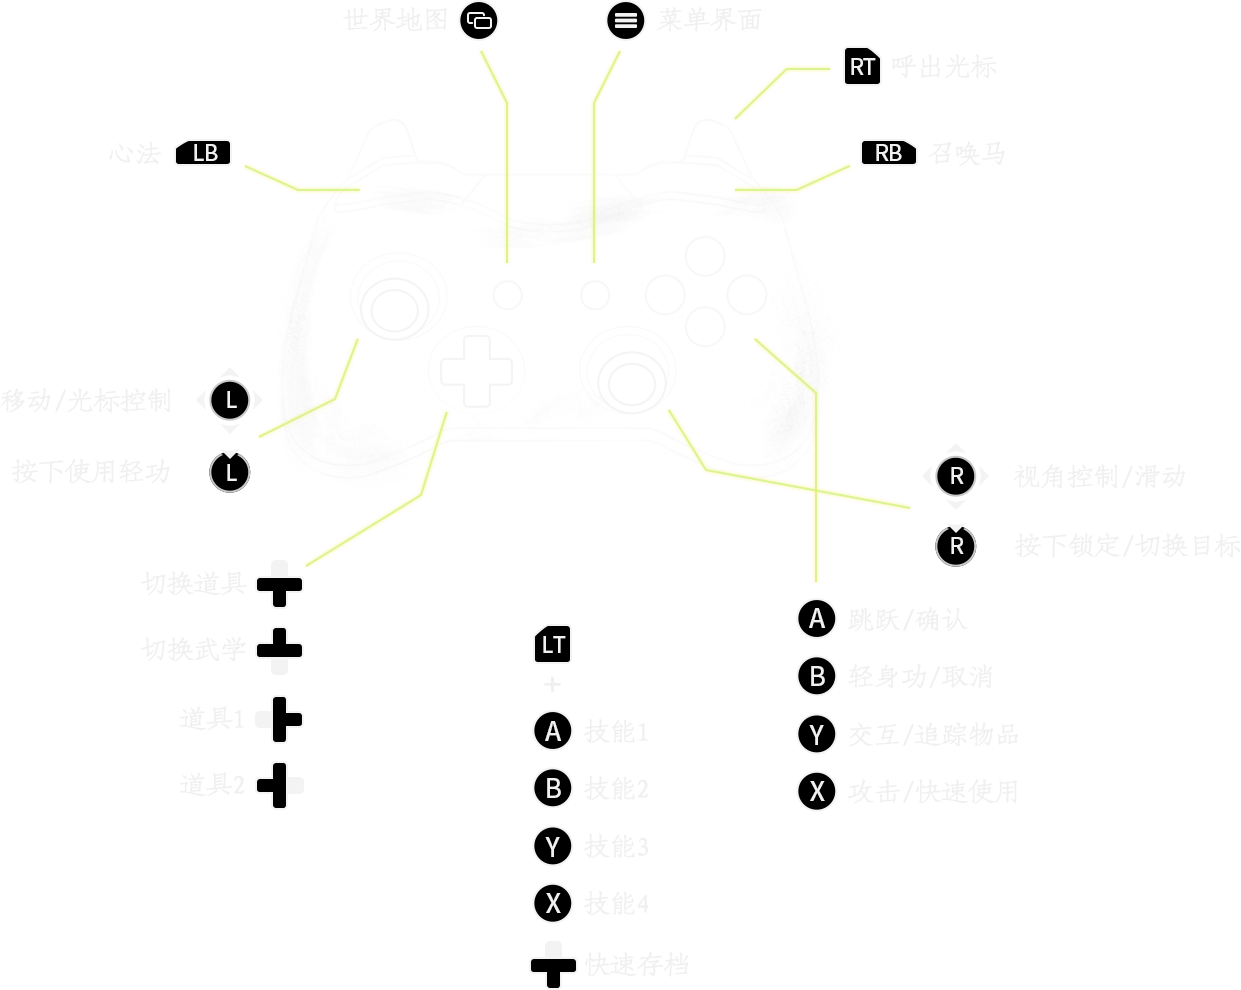 世界地图
菜单界面
RT 呼出光标
心法 LB
RB 召唤马
移动/光标控制 L
按下使用轻功 L
R 视角控制/滑动
R 按下锁定/切换目标
切换道具
切换武学
道具1
道具2
LT
+
A 技能1
B 技能2
Y 技能3
X 技能4
快速存档
A 跳跃/确认
B 轻身功/取消
Y 交互/追踪物品
X 攻击/快速使用